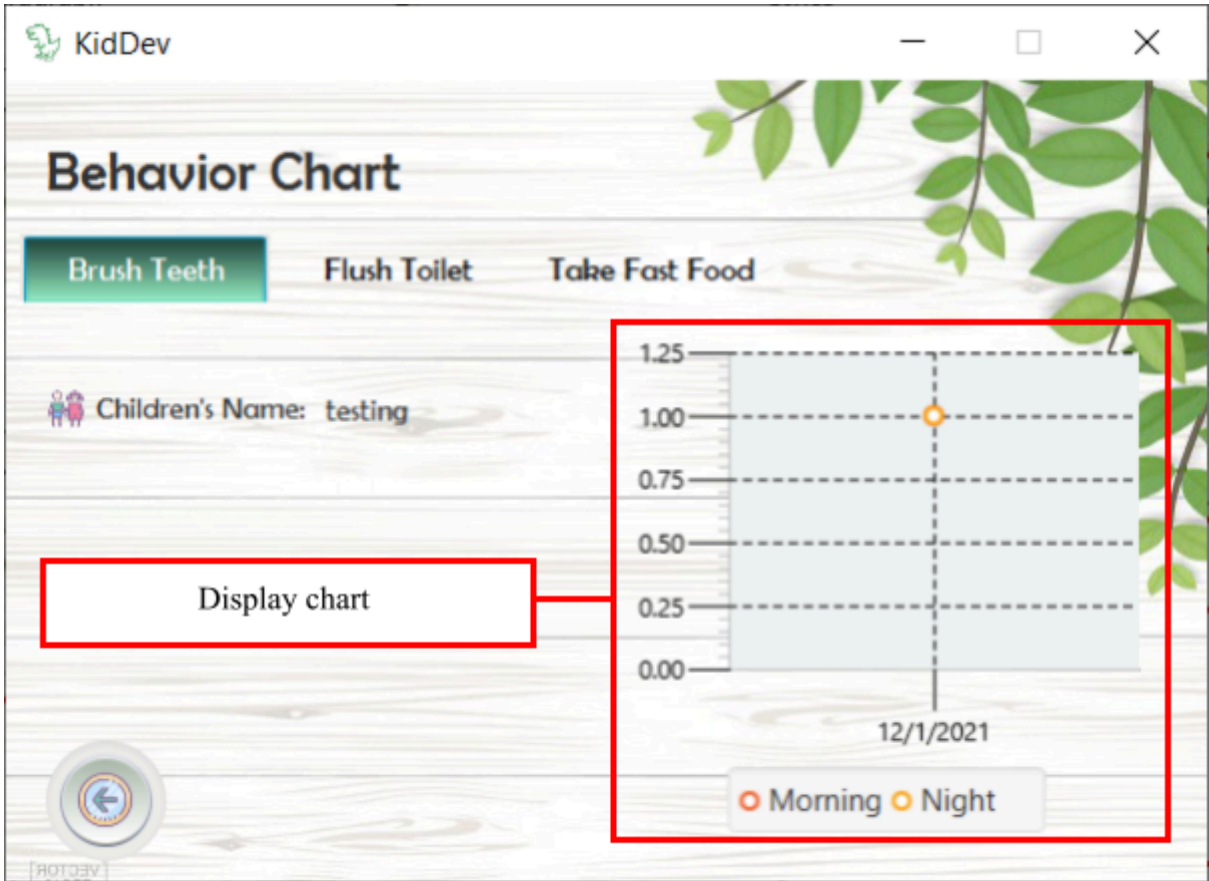 KidDev
Behavior Chart
Brush Teeth Flush Toilet Take Fast Food
Children's Name: testing
Display chart
1.25
1.00
0.75
0.50
0.25
0.00
12/1/2021
Morning Night
[VECTOR